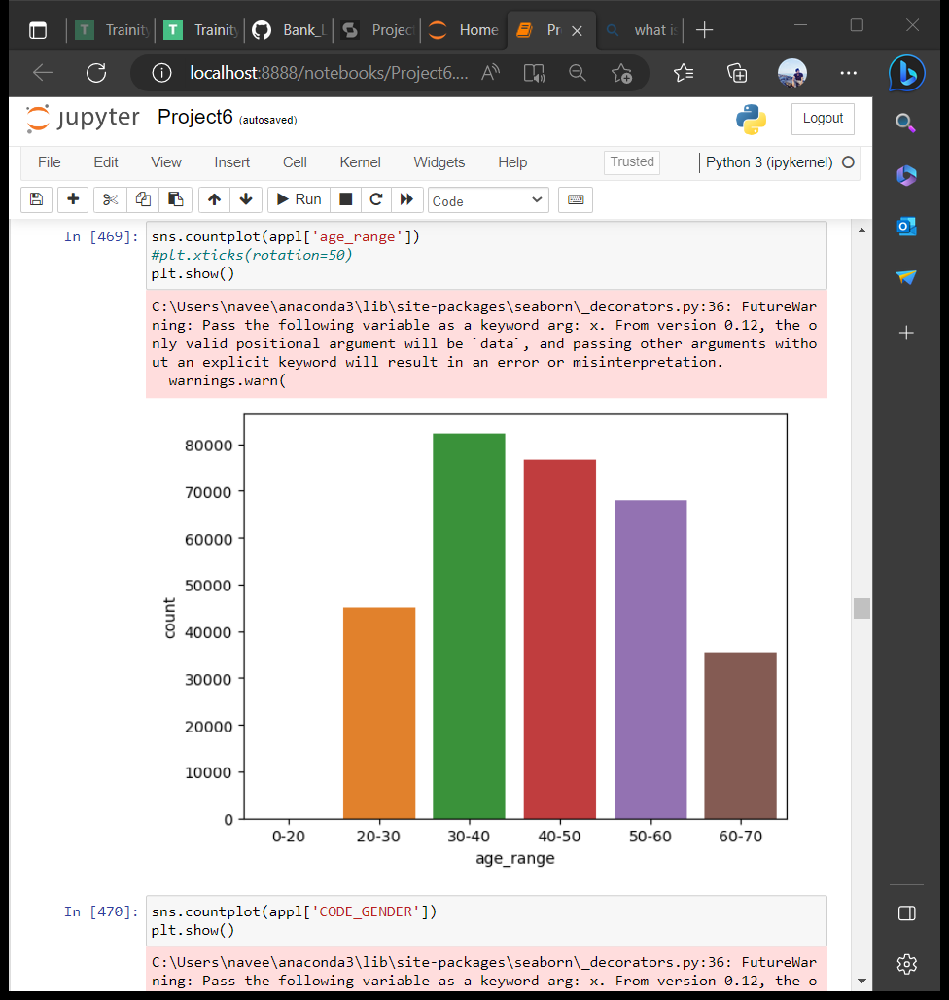 Trainity
Trainity
Bank_L
Project
Home
Pr
what is
localhost:8888/notebooks/Project6....
jupyter Project6 (autosaved)
Logout
File Edit View Insert Cell Kernel Widgets Help Trusted Python 3 (ipykernel)
Run Code
In [469]: sns.countplot(appl['age_range'])
#plt.xticks(rotation=50)
plt.show()
C:\Users\navee\anaconda3\lib\site-packages\seaborn\_decorators.py:36: FutureWar
ning: Pass the following variable as a keyword arg: x. From version 0.12, the o
nly valid positional argument will be `data`, and passing other arguments witho
ut an explicit keyword will result in an error or misinterpretation.
warnings.warn(
80000
70000
60000
50000
40000
30000
20000
10000
0
count
0-20 20-30 30-40 40-50 50-60 60-70
age_range
In [470]: sns.countplot(appl['CODE_GENDER'])
plt.show()
C:\Users\navee\anaconda3\lib\site-packages\seaborn\_decorators.py:36: FutureWar
ning: Pass the following variable as a keyword arg: x. From version 0.12, the o